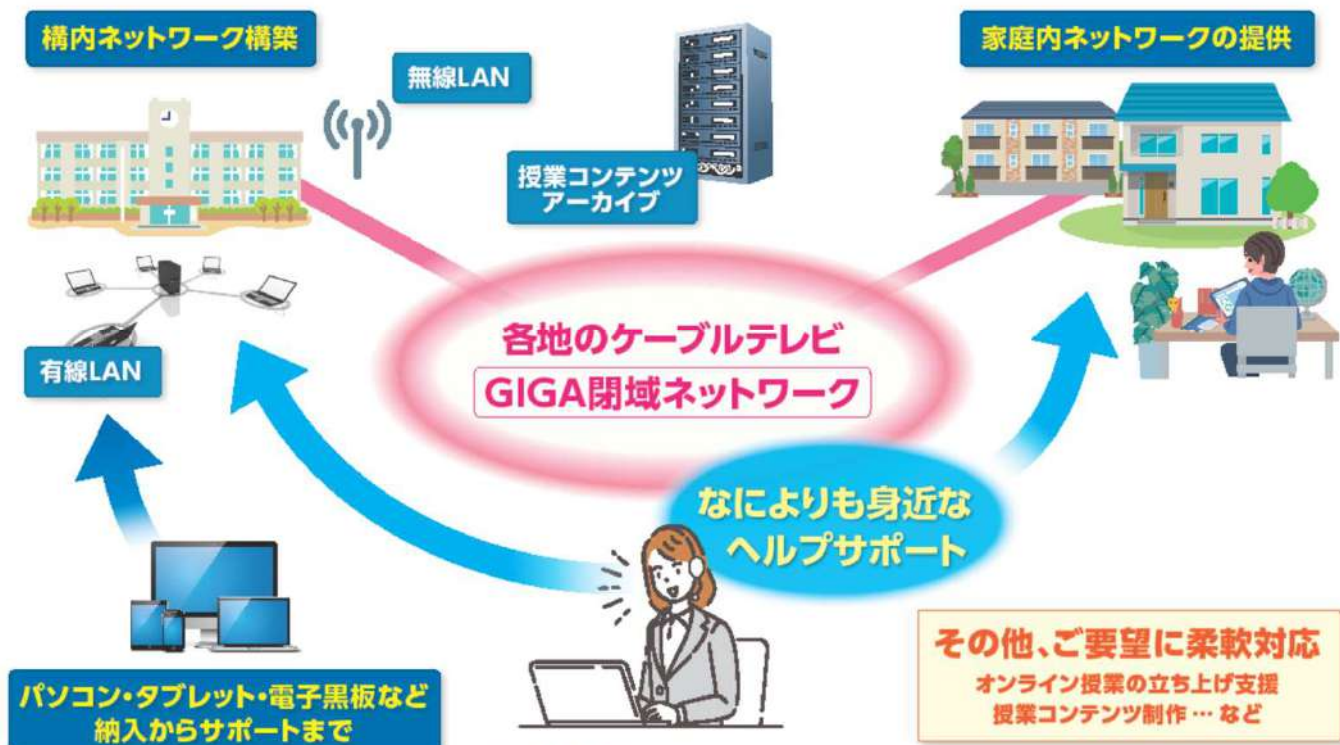 構内ネットワーク構築
無線LAN
授業コンテンツ
アーカイブ
家庭内ネットワークの提供
有線LAN
各地のケーブルテレビ
GIGA閉域ネットワーク
なによりも身近な
ヘルプサポート
パソコン・タブレット・電子黒板など
納入からサポートまで
その他、ご要望に柔軟対応
オンライン授業の立ち上げ支援
授業コンテンツ制作 … など